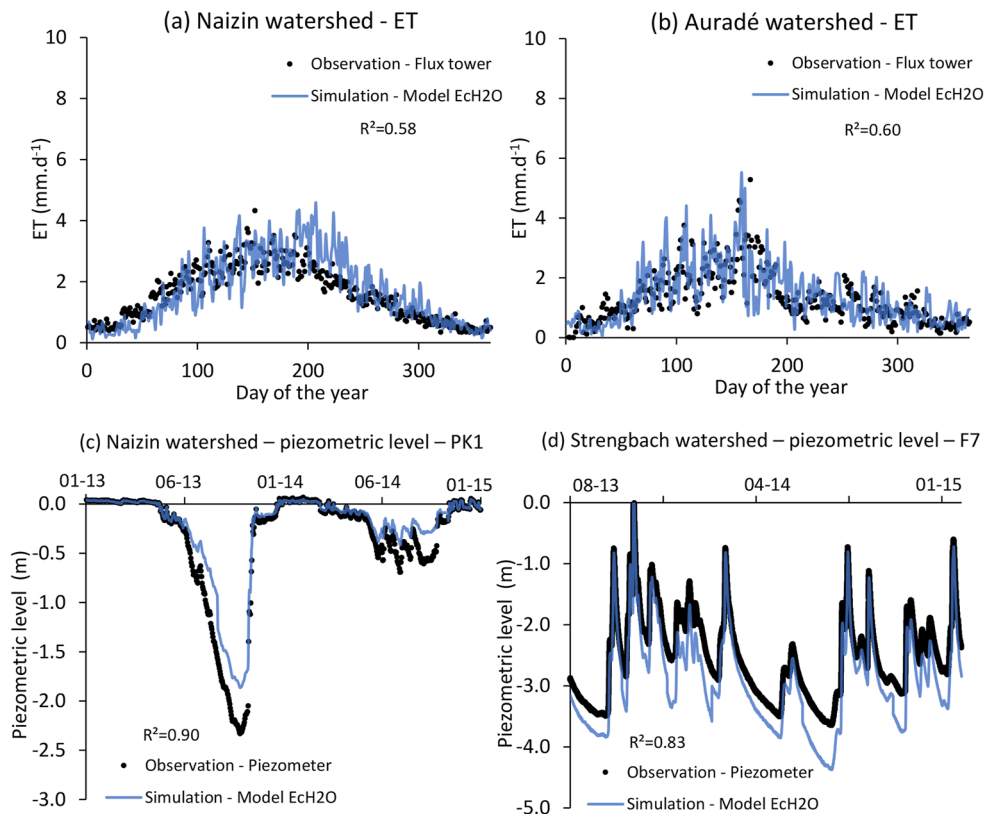 (a) Naizin watershed - ET
10
8
6
4
2
0
ET (mm.d-1)
Observation - Flux tower
Simulation - Model EcH2O
R²=0.58
0 100 200 300
Day of the year
(b) Auradé watershed - ET
10
8
6
4
2
0
ET (mm.d-1)
Observation - Flux tower
Simulation - Model EcH2O
R²=0.60
0 100 200 300
Day of the year
(c) Naizin watershed – piezometric level – PK1
01-13 06-13 01-14 06-14 01-15
0.0
-0.5
-1.0
-1.5
-2.0
-2.5
-3.0
Piezometric level (m)
R²=0.90
Observation - Piezometer
Simulation - Model EcH2O
(d) Strengbach watershed – piezometric level – F7
08-13 04-14 01-15
0.0
-1.0
-2.0
-3.0
-4.0
-5.0
Piezometric level (m)
R²=0.83
Observation - Piezometer
Simulation - Model EcH2O